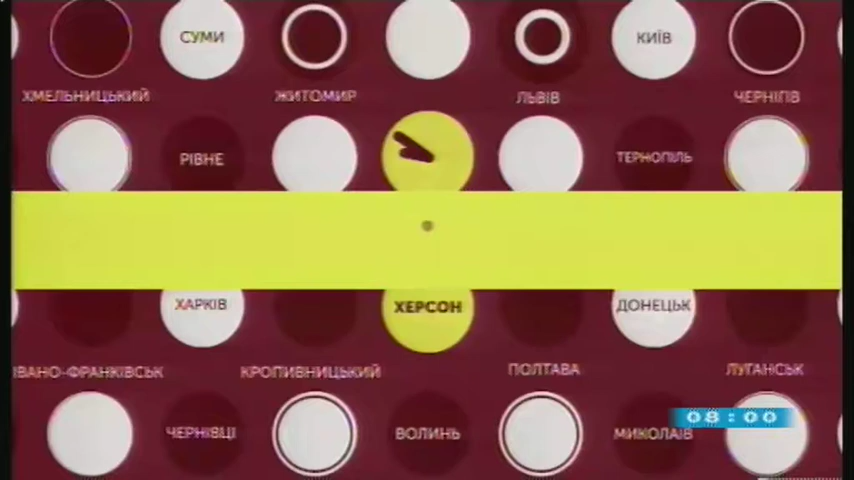 СУМИ
КИЇВ
ХМЕЛЬНИЦЬКИЙ
ЖИТОМИР
ЛЬВІВ
ЧЕРНІГІВ
РІВНЕ
ТЕРНОПІЛЬ
ХАРКІВ
ХЕРСОН
ДОНЕЦЬК
ІВАНО-ФРАНКІВСЬК
КРОПИВНИЦЬКИЙ
ПОЛТАВА
ЛУГАНСЬК
08:00
ЧЕРНІВЦІ
ВОЛИНЬ
МИКОЛАЇВ